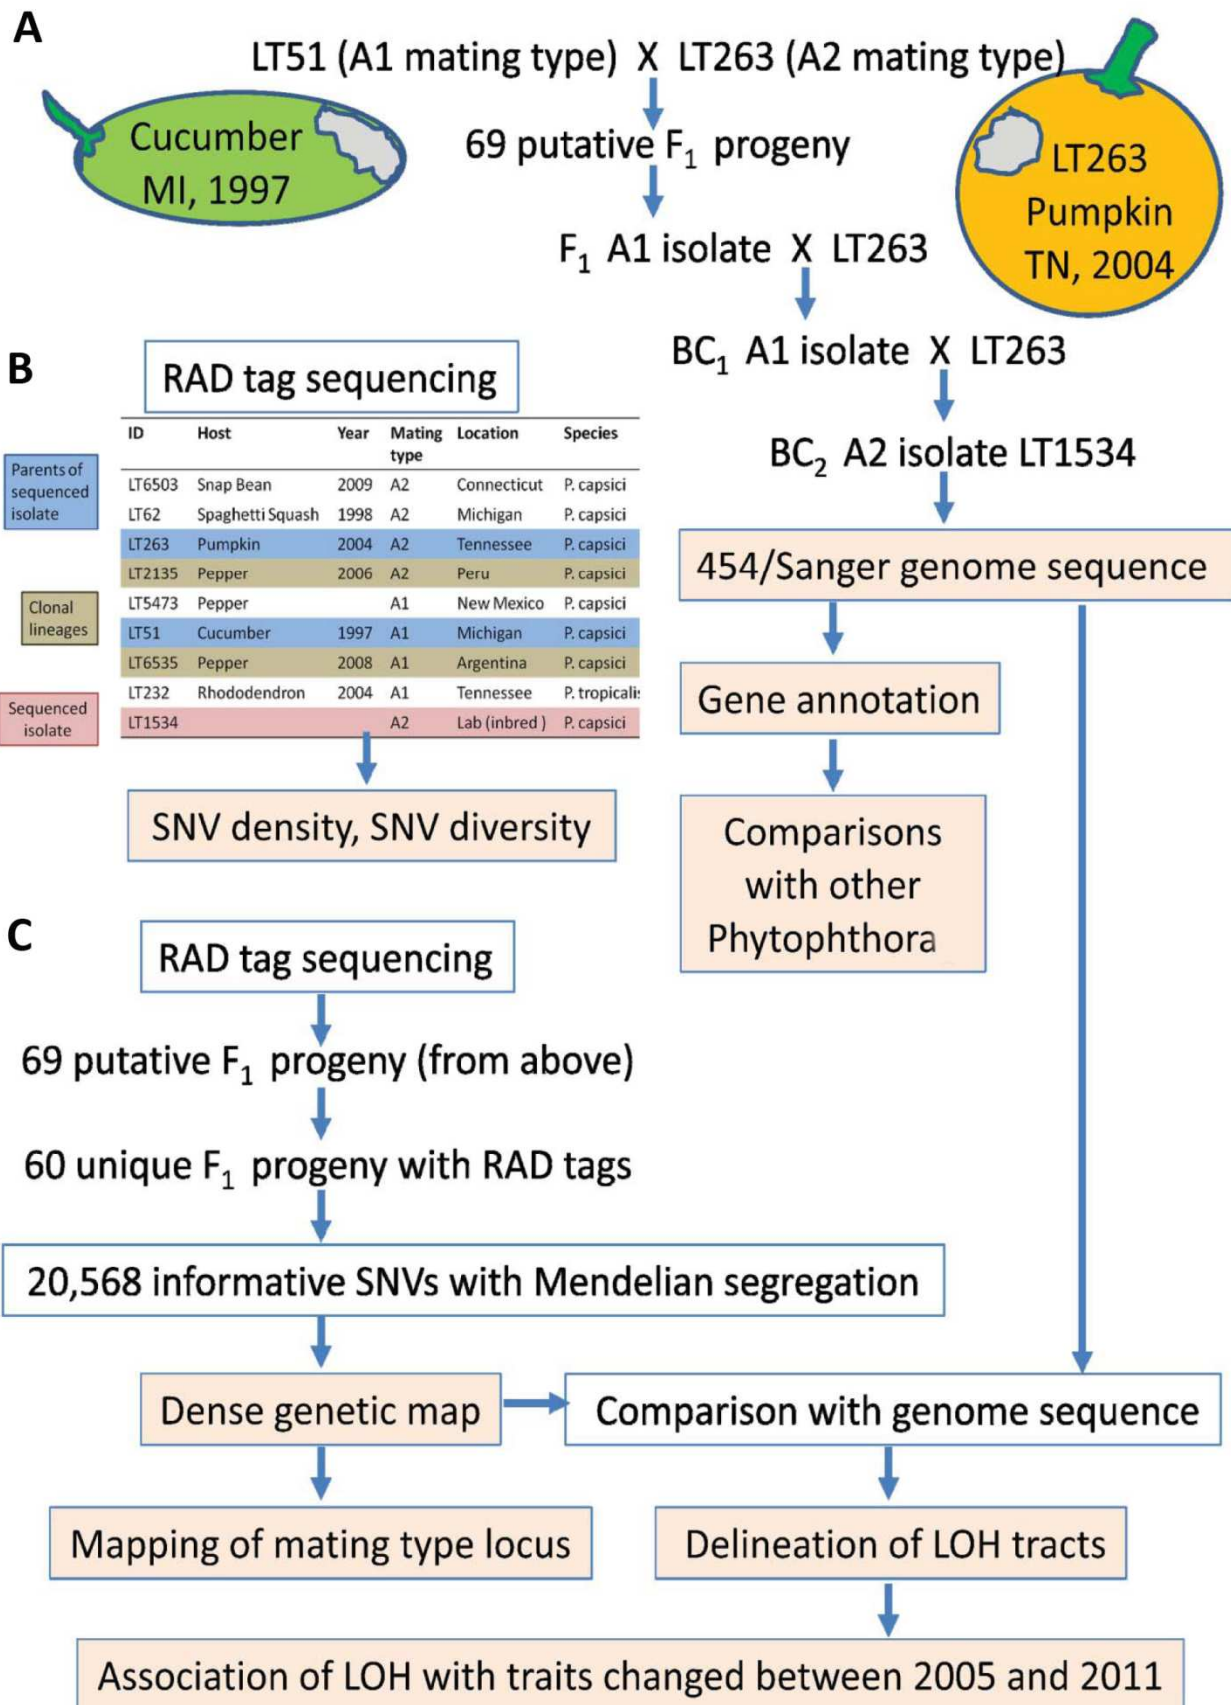 A
LT51 (A1 mating type) X LT263 (A2 mating type)
Cucumber
MI, 1997
69 putative F1 progeny
LT263
Pumpkin
TN, 2004
F1 A1 isolate X LT263
BC1 A1 isolate X LT263
BC2 A2 isolate LT1534
454/Sanger genome sequence
Gene annotation
Comparisons
with other
Phytophthora
B
RAD tag sequencing
ID Host Year Mating type Location Species
LT6503 Snap Bean 2009 A2 Connecticut P. capsici
LT62 Spaghetti Squash 1998 A2 Michigan P. capsici
LT263 Pumpkin 2004 A2 Tennessee P. capsici
LT2135 Pepper 2006 A2 Peru P. capsici
LT5473 Pepper A1 New Mexico P. capsici
LT51 Cucumber 1997 A1 Michigan P. capsici
LT6535 Pepper 2008 A1 Argentina P. capsici
LT232 Rhododendron 2004 A1 Tennessee P. tropicalis
LT1534 A2 Lab (inbred ) P. capsici
Parents of
sequenced
isolate
Clonal
lineages
Sequenced
isolate
SNV density, SNV diversity
C
RAD tag sequencing
69 putative F1 progeny (from above)
60 unique F1 progeny with RAD tags
20,568 informative SNVs with Mendelian segregation
Dense genetic map
Comparison with genome sequence
Mapping of mating type locus
Delineation of LOH tracts
Association of LOH with traits changed between 2005 and 2011